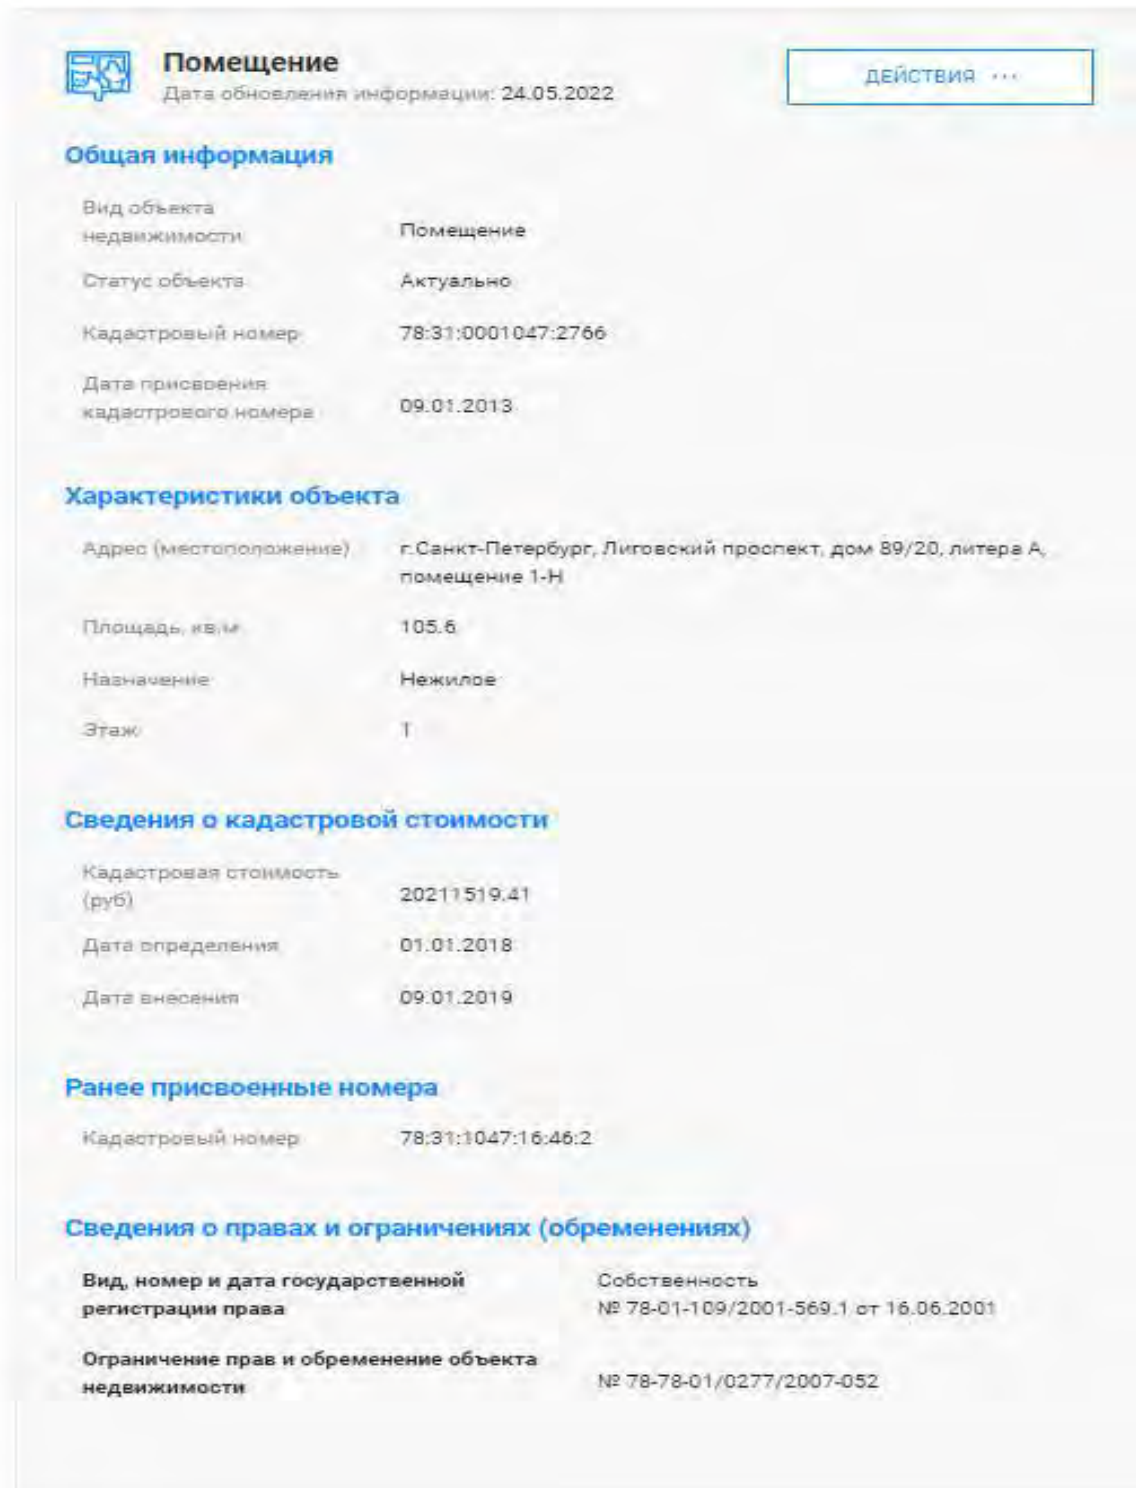 Помещение
Дата обновления информации: 24.05.2022
ДЕЙСТВИЯ ...
Общая информация
Вид объекта
недвижимости
Помещение
Статус объекта
Актуально
Кадастровый номер
78:31:0001047:2766
Дата присвоения
кадастрового номера
09.01.2013
Характеристики объекта
Адрес (местоположение)
г.Санкт-Петербург, Лиговский проспект, дом 89/20, литера А,
помещение 1-Н
Площадь, кв.м
105.6
Назначение
Нежилое
Этаж
1
Сведения о кадастровой стоимости
Кадастровая стоимость
(руб)
20211519.41
Дата определения
01.01.2018
Дата внесения
09.01.2019
Ранее присвоенные номера
Кадастровый номер
78:31:1047:16:46:2
Сведения о правах и ограничениях (обременениях)
Вид, номер и дата государственной
регистрации права
Собственность
№ 78-01-109/2001-569.1 от 16.06.2001
Ограничение прав и обременение объекта
недвижимости
№ 78-78-01/0277/2007-052